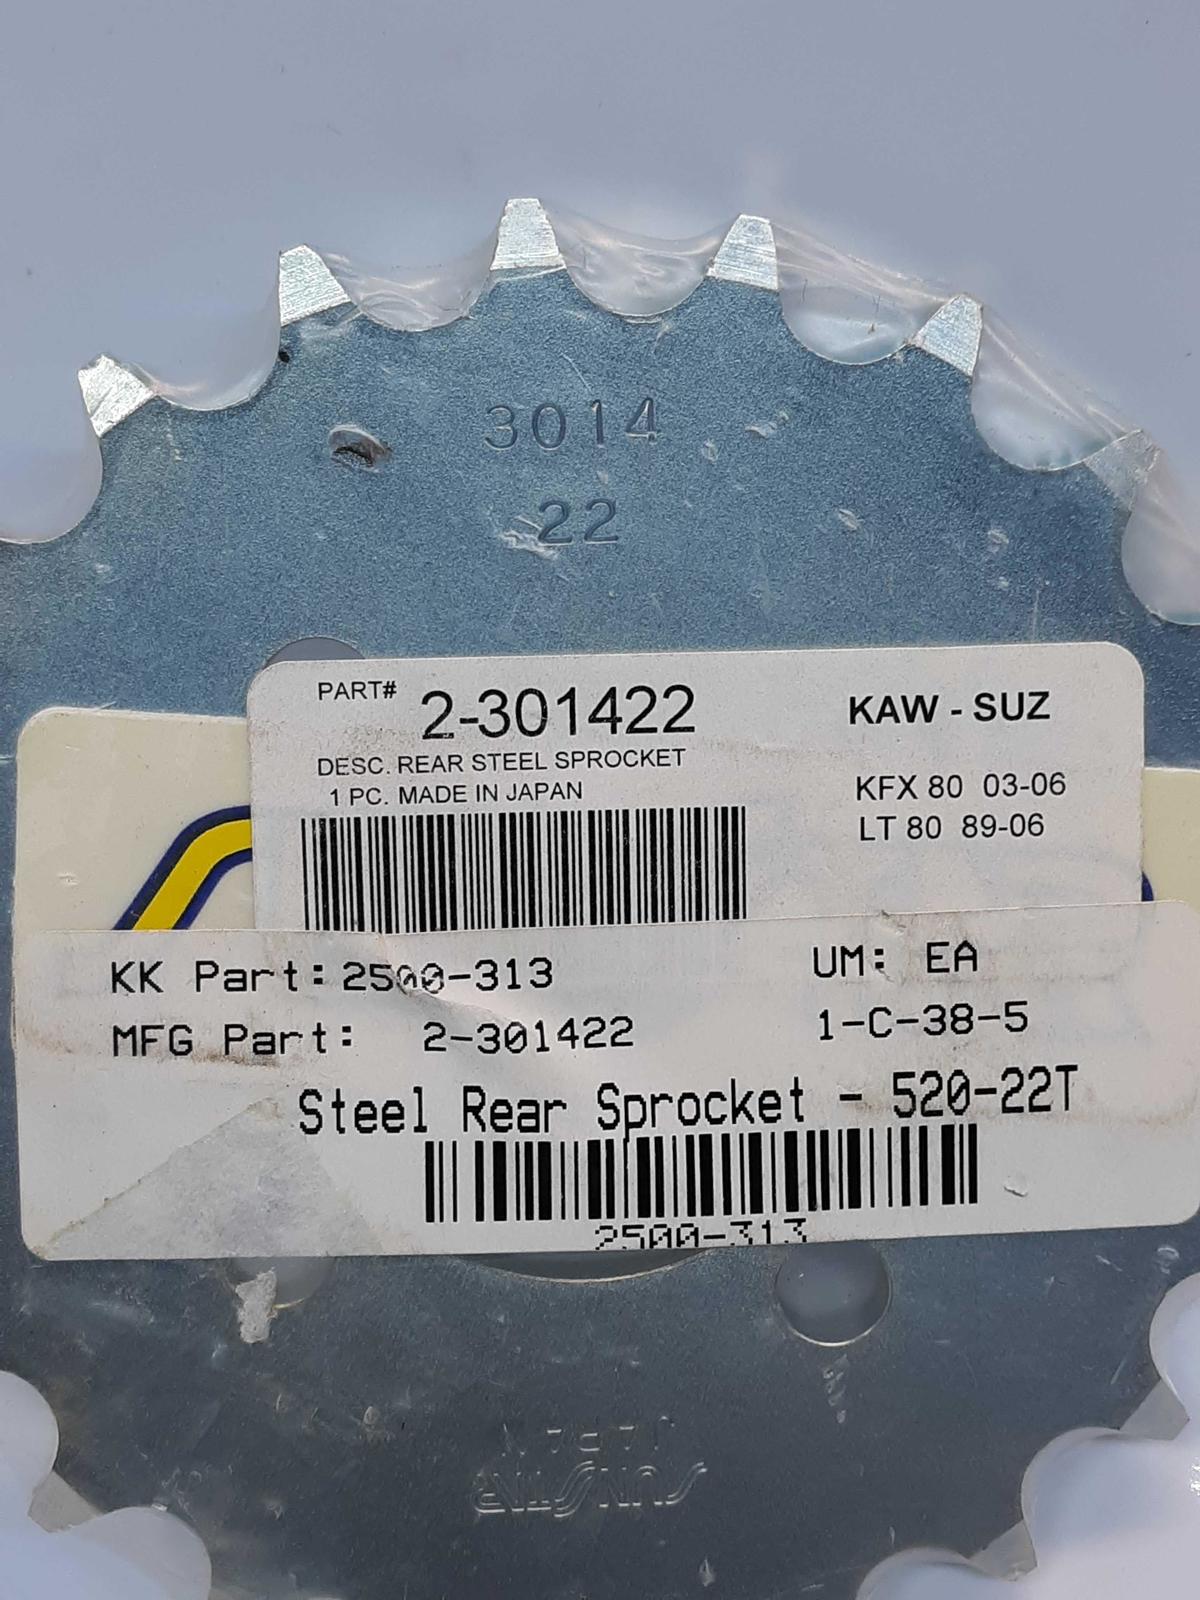 3014
22
PART# 2-301422
KAW - SUZ
DESC. REAR STEEL SPROCKET
1 PC. MADE IN JAPAN
KFX 80 03-06
LT 80 89-06
KK Part: 2500-313
UM: EA
MFG Part: 2-301422
1-C-38-5
Steel Rear Sprocket - 520-22T
2500-313
JAPAN
SUNSTAR